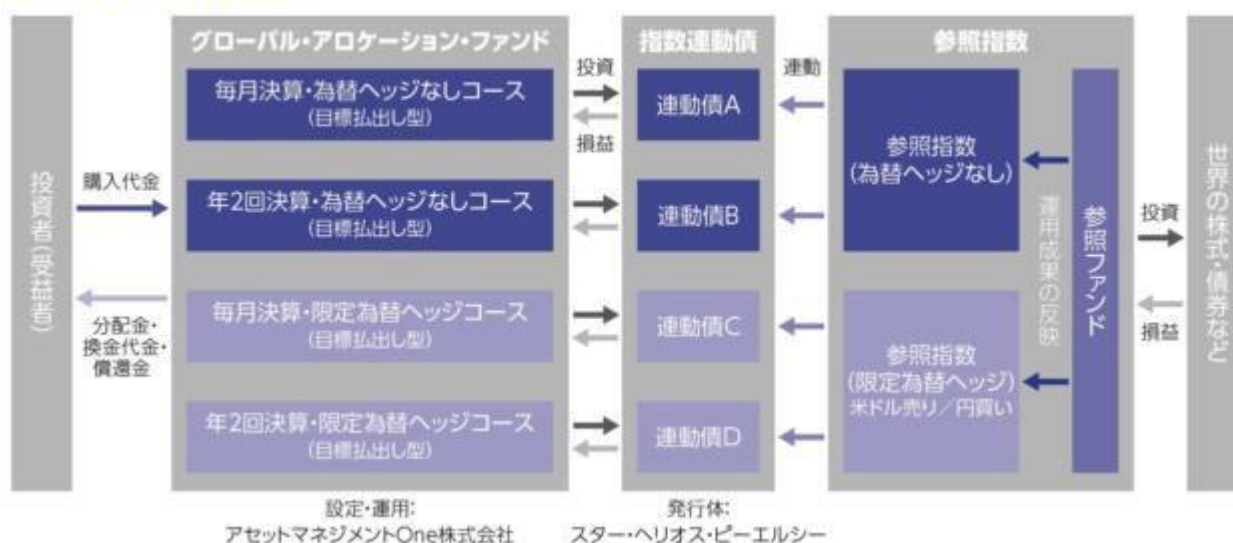 グローバル・アロケーション・ファンド
指数連動債
参照指数
投資者(受益者)
購入代金
分配金・
換金代金・
償還金
毎月決算・為替ヘッジなしコース
(目標払出し型)
年2回決算・為替ヘッジなしコース
(目標払出し型)
毎月決算・限定為替ヘッジコース
(目標払出し型)
年2回決算・限定為替ヘッジコース
(目標払出し型)
投資
損益
連動債A
連動債B
連動債C
連動債D
連動
参照指数
(為替ヘッジなし)
参照指数
(限定為替ヘッジ)
米ドル売り/円買い
運用成果の反映
参照ファンド
投資
損益
世界の株式・債券など
設定・運用:
アセットマネジメントOne株式会社
発行体:
スター・ヘリオス・ピーエルシー